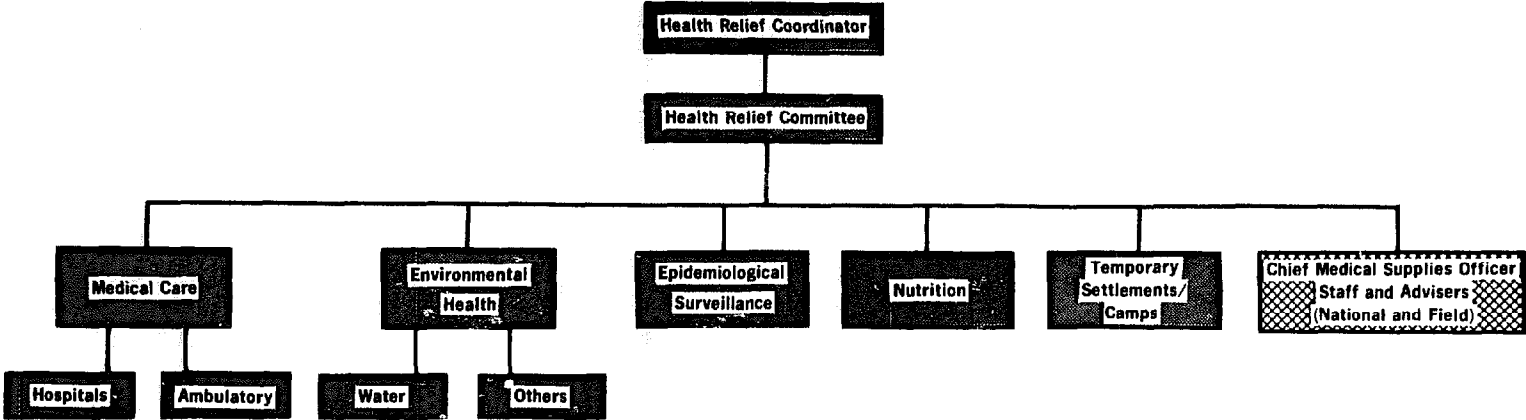 Health Relief Coordinator
Health Relief Committee
Medical Care
Environmental
Health
Epidemiological
Surveillance
Nutrition
Temporary
Settlements/
Camps
Chief Medical Supplies Officer
Staff and Advisers
(National and Field)
Hospitals
Ambulatory
Water
Others